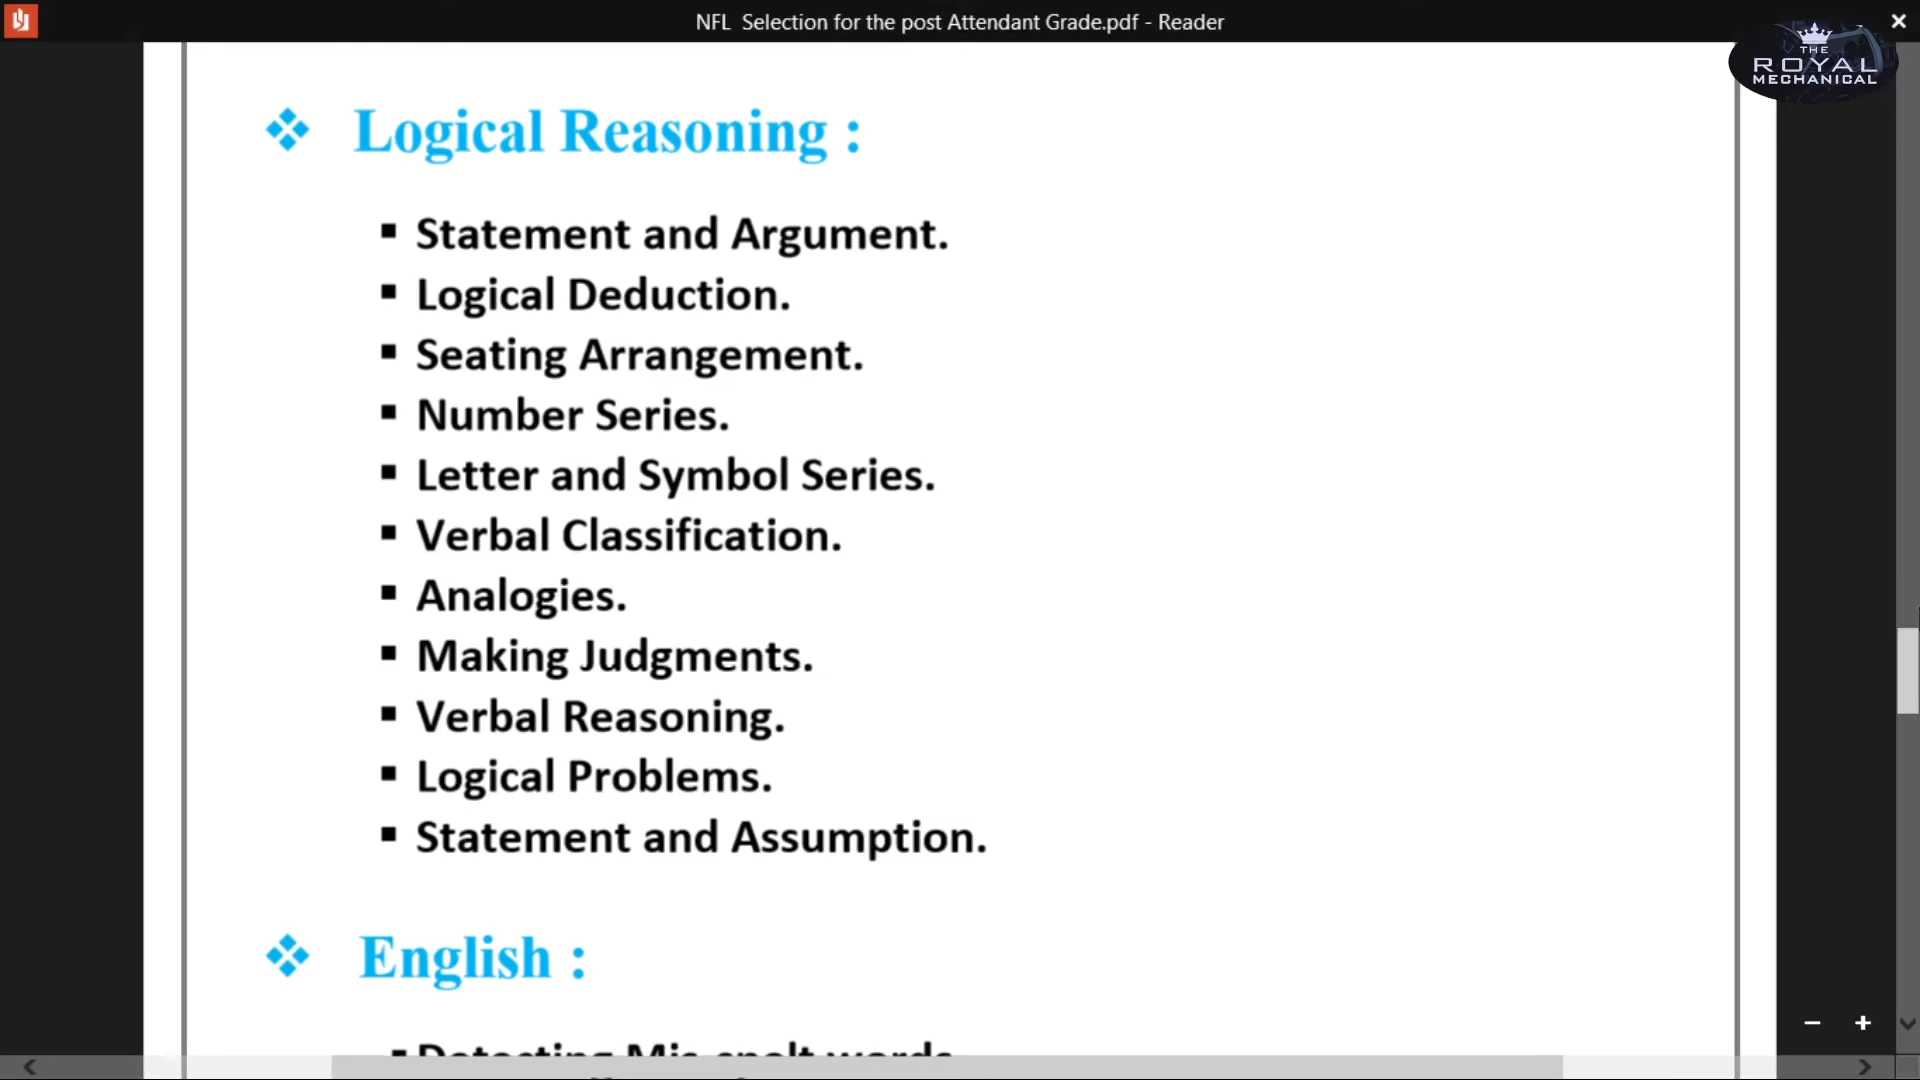 NFL Selection for the post Attendant Grade.pdf - Reader
THE
ROYAL
MECHANICAL
Logical Reasoning :
Statement and Argument.
Logical Deduction.
Seating Arrangement.
Number Series.
Letter and Symbol Series.
Verbal Classification.
Analogies.
Making Judgments.
Verbal Reasoning.
Logical Problems.
Statement and Assumption.
English :
Detecting Mis-spelt words